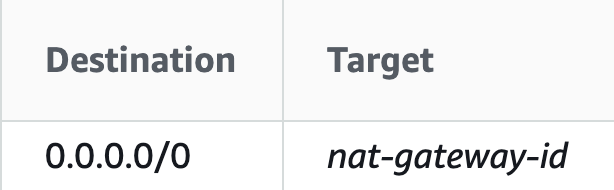 Destination Target
0.0.0.0/0 nat-gateway-id